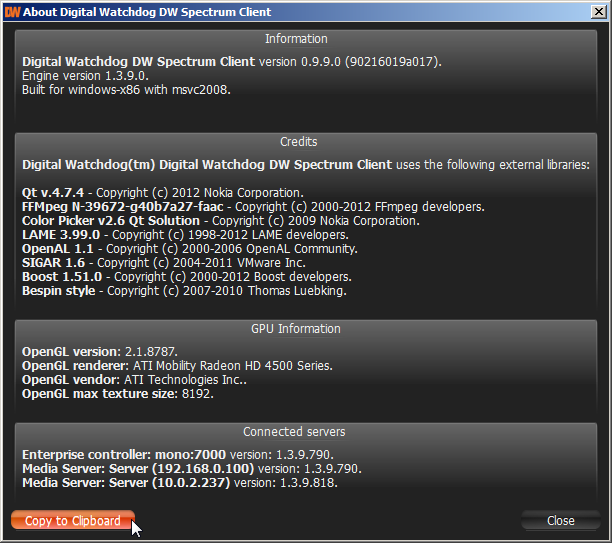 DW About Digital Watchdog DW Spectrum Client
Information
Digital Watchdog DW Spectrum Client version 0.9.9.0 (90216019a017).
Engine version 1.3.9.0.
Built for windows-x86 with msvc2008.
Credits
Digital Watchdog(tm) Digital Watchdog DW Spectrum Client uses the following external libraries:
Qt v.4.7.4 - Copyright (c) 2012 Nokia Corporation.
FFMpeg N-39672-g40b7a27-faac - Copyright (c) 2000-2012 FFmpeg developers.
Color Picker v2.6 Qt Solution - Copyright (c) 2009 Nokia Corporation.
LAME 3.99.0 - Copyright (c) 1998-2012 LAME developers.
OpenAL 1.1 - Copyright (c) 2000-2006 OpenAL Community.
SIGAR 1.6 - Copyright (c) 2004-2011 VMware Inc.
Boost 1.51.0 - Copyright (c) 2000-2012 Boost developers.
Bespin style - Copyright (c) 2007-2010 Thomas Luebking.
GPU Information
OpenGL version: 2.1.8787.
OpenGL renderer: ATI Mobility Radeon HD 4500 Series.
OpenGL vendor: ATI Technologies Inc..
OpenGL max texture size: 8192.
Connected servers
Enterprise controller: mono:7000 version: 1.3.9.790.
Media Server: Server (192.168.0.100) version: 1.3.9.790.
Media Server: Server (10.0.2.237) version: 1.3.9.818.
Copy to Clipboard
Close